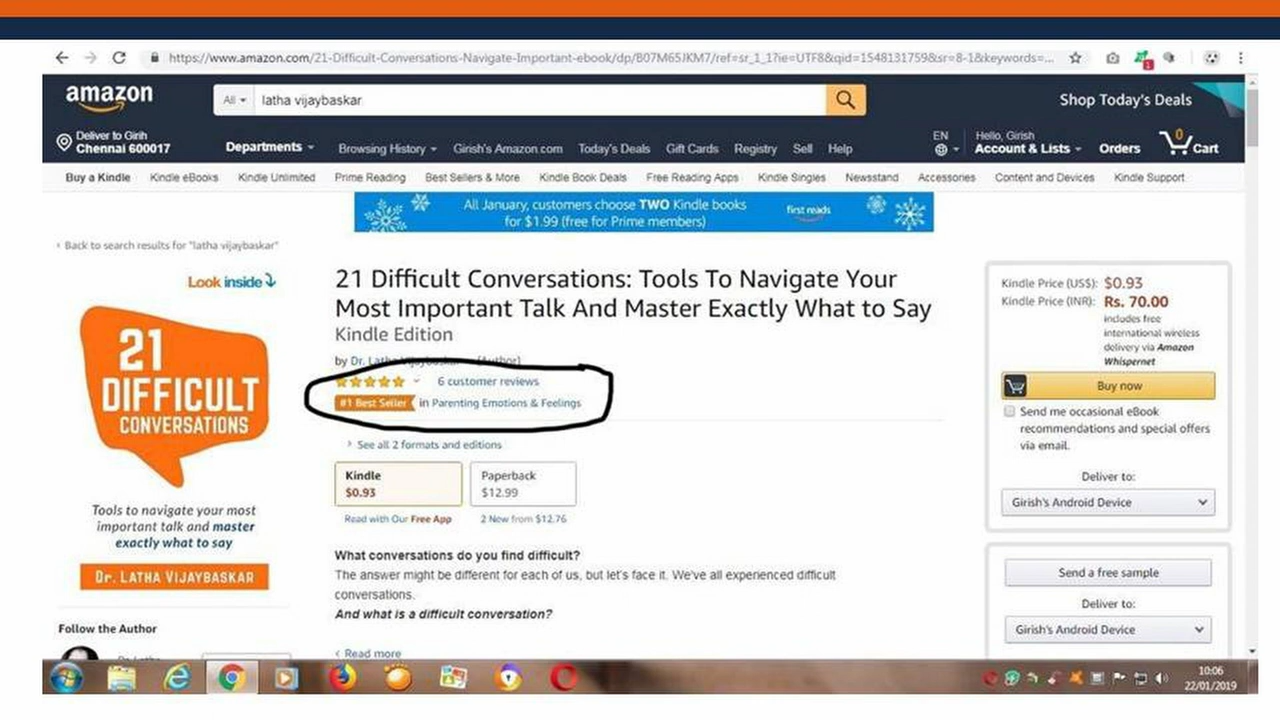 https://www.amazon.com/21-Difficult-Conversations-Navigate-Important-ebook/dp/B07M65JKM7/ref=sr_1_1?ie=UTF8&qid=1548131759&sr=8-1&keywords=...
amazon
All
latha vijaybaskar
Shop Today's Deals
Deliver to Girih
Chennai 600017
Departments
Browsing History
Girish's Amazon.com
Today's Deals
Gift Cards
Registry
Sell
Help
EN
Hello, Girish
Account & Lists
Orders
0
Cart
Buy a Kindle
Kindle eBooks
Kindle Unlimited
Prime Reading
Best Sellers & More
Kindle Book Deals
Free Reading Apps
Kindle Singles
Newsstand
Accessories
Content and Devices
Kindle Support
All January, customers choose TWO Kindle books
for $1.99 (free for Prime members)
first reads
‹ Back to search results for "latha vijaybaskar"
Look inside
21
DIFFICULT
CONVERSATIONS
Tools to navigate your most
important talk and master
exactly what to say
Dr. LATHA VIJAYBASKAR
Follow the Author
21 Difficult Conversations: Tools To Navigate Your
Most Important Talk And Master Exactly What to Say
Kindle Edition
by Dr. Latha Vijaybaskar (Author)
6 customer reviews
#1 Best Seller in Parenting Emotions & Feelings
› See all 2 formats and editions
Kindle
$0.93
Paperback
$12.99
Read with Our Free App
2 New from $12.76
What conversations do you find difficult?
The answer might be different for each of us, but let's face it. We've all experienced difficult
conversations.
And what is a difficult conversation?
‹ Read more
Kindle Price (US$): $0.93
Kindle Price (INR): Rs. 70.00
includes free
international wireless
delivery via Amazon
Whispernet
Buy now
Send me occasional eBook
recommendations and special offers
via email.
Deliver to:
Girish's Android Device
Send a free sample
Deliver to:
Girish's Android Device
10:06
22/01/2019